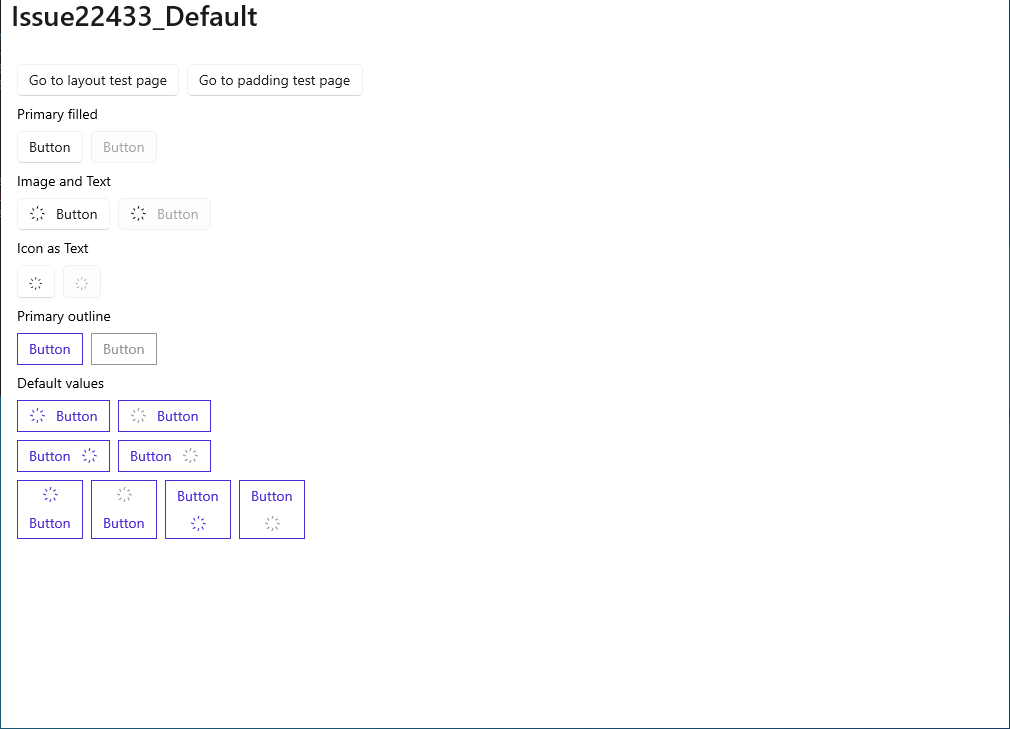 Issue22433_Default
Go to layout test page Go to padding test page
Primary filled
Button Button
Image and Text
Button Button
Icon as Text
Primary outline
Button Button
Default values
Button Button
Button Button
Button Button Button Button